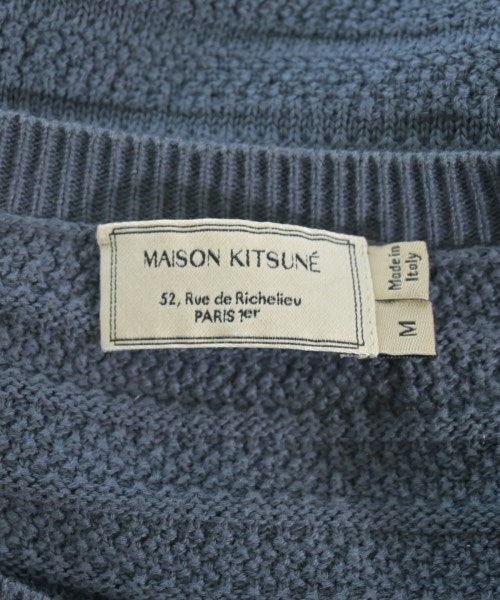 MAISON KITSUNÉ
52, Rue de Richelieu
PARIS 1er
Made in
Italy
M